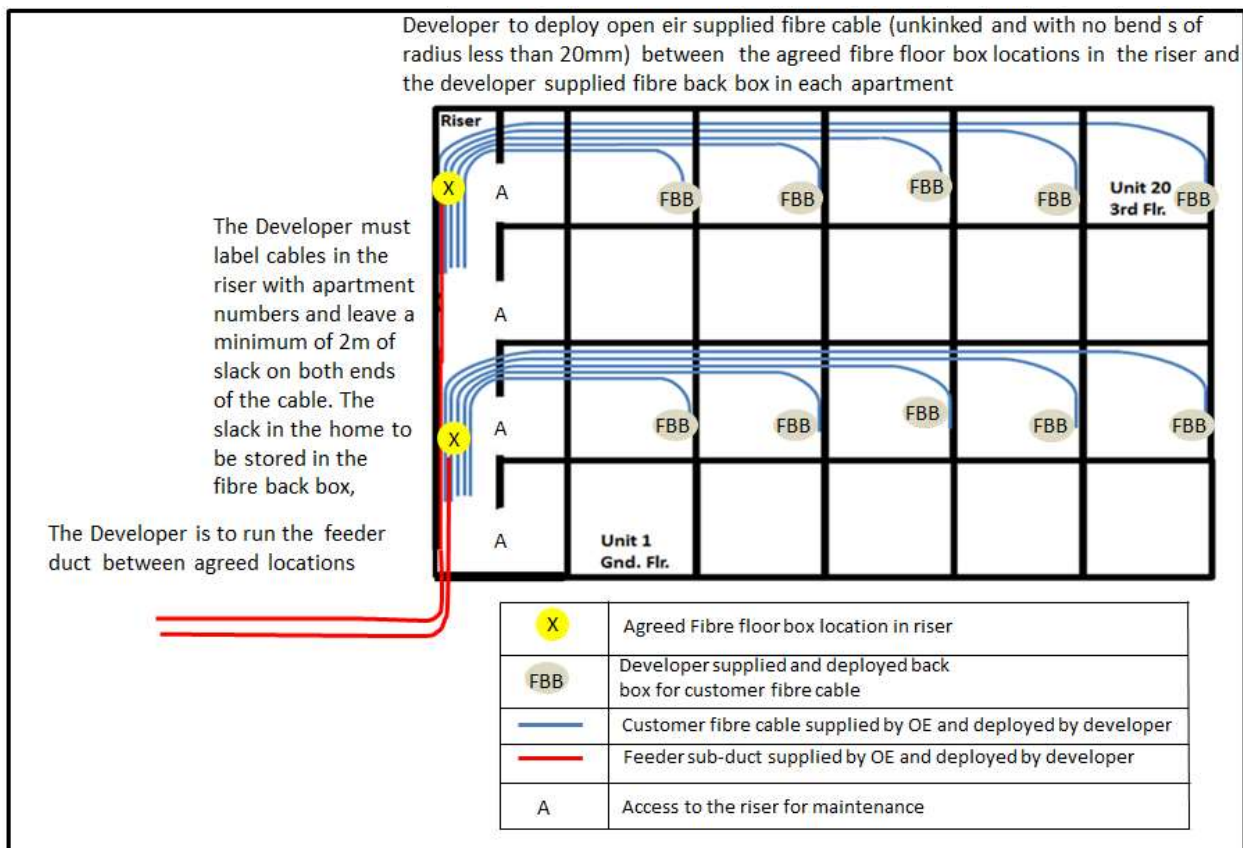 Developer to deploy open eir supplied fibre cable (unkinked and with no bend s of
radius less than 20mm) between the agreed fibre floor box locations in the riser and
the developer supplied fibre back box in each apartment
Riser
X
A
FBB
FBB
FBB
FBB
Unit 20
3rd Flr.
FBB
The Developer must
label cables in the
riser with apartment
numbers and leave a
minimum of 2m of
slack on both ends
of the cable. The
slack in the home to
be stored in the
fibre back box,
A
X
A
FBB
FBB
FBB
FBB
FBB
The Developer is to run the feeder
duct between agreed locations
A
Unit 1
Gnd. Flr.
X Agreed Fibre floor box location in riser
FBB Developer supplied and deployed back
box for customer fibre cable
Customer fibre cable supplied by OE and deployed by developer
Feeder sub-duct supplied by OE and deployed by developer
A Access to the riser for maintenance